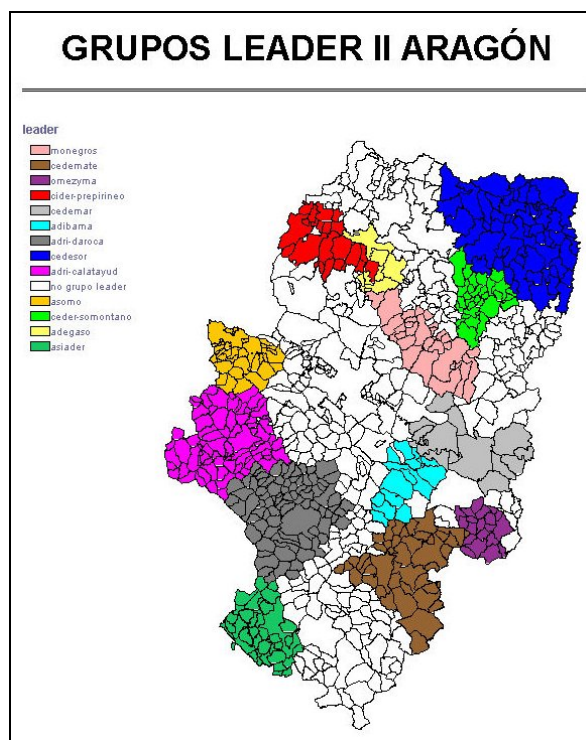 GRUPOS LEADER II ARAGÓN
leader
monegros
cedemate
omezyma
cider-prepirineo
cedemar
adibama
adri-daroca
cedesor
adri-calatayud
no grupo leader
asomo
ceder-somontano
adegaso
asiader